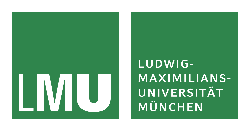 LMU
LUDWIG-
MAXIMILIANS-
UNIVERSITÄT
MÜNCHEN